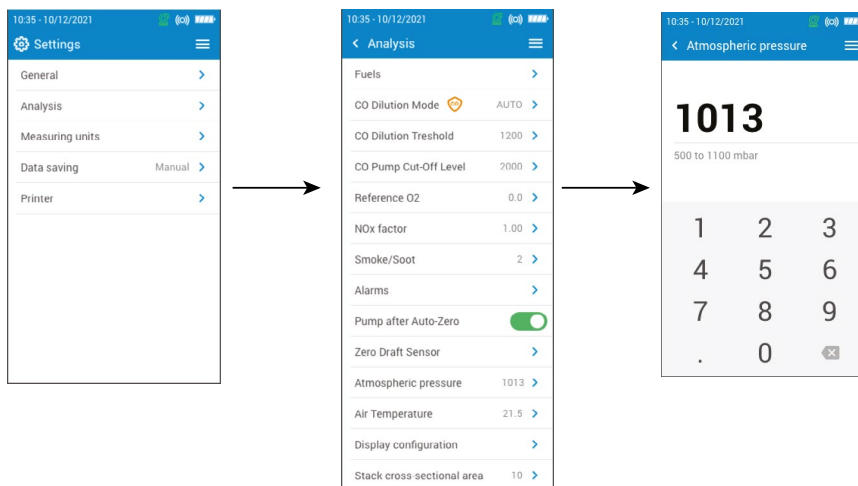 10:35 - 10/12/2021
Settings
General
Analysis
Measuring units
Data saving Manual
Printer
10:35 - 10/12/2021
Analysis
Fuels
CO Dilution Mode AUTO
CO Dilution Treshold 1200
CO Pump Cut-Off Level 2000
Reference O2 0.0
NOx factor 1.00
Smoke/Soot 2
Alarms
Pump after Auto-Zero
Zero Draft Sensor
Atmospheric pressure 1013
Air Temperature 21.5
Display configuration
Stack cross-sectional area 10
10:35 - 10/12/2021
Atmospheric pressure
1013
500 to 1100 mbar
1 2 3
4 5 6
7 8 9
. 0